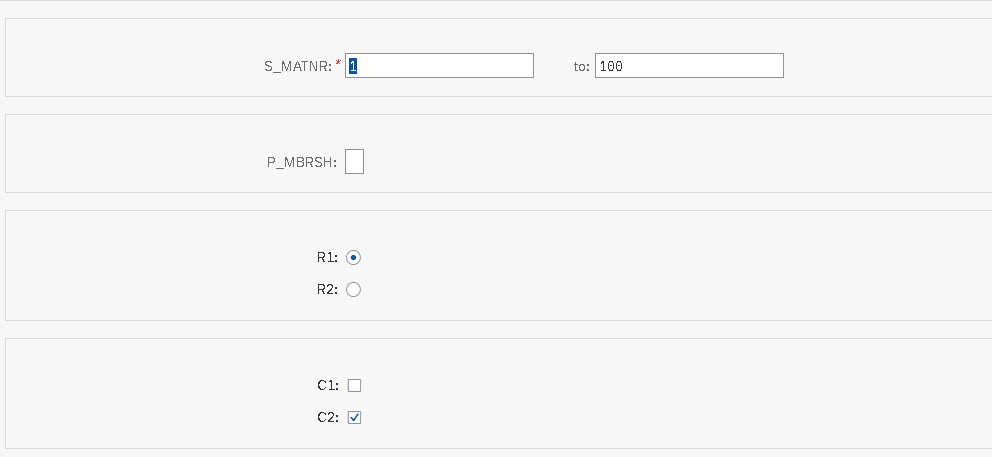 S_MATNR: * 1 to: 100
P_MBRSH:
R1:
R2:
C1:
C2: